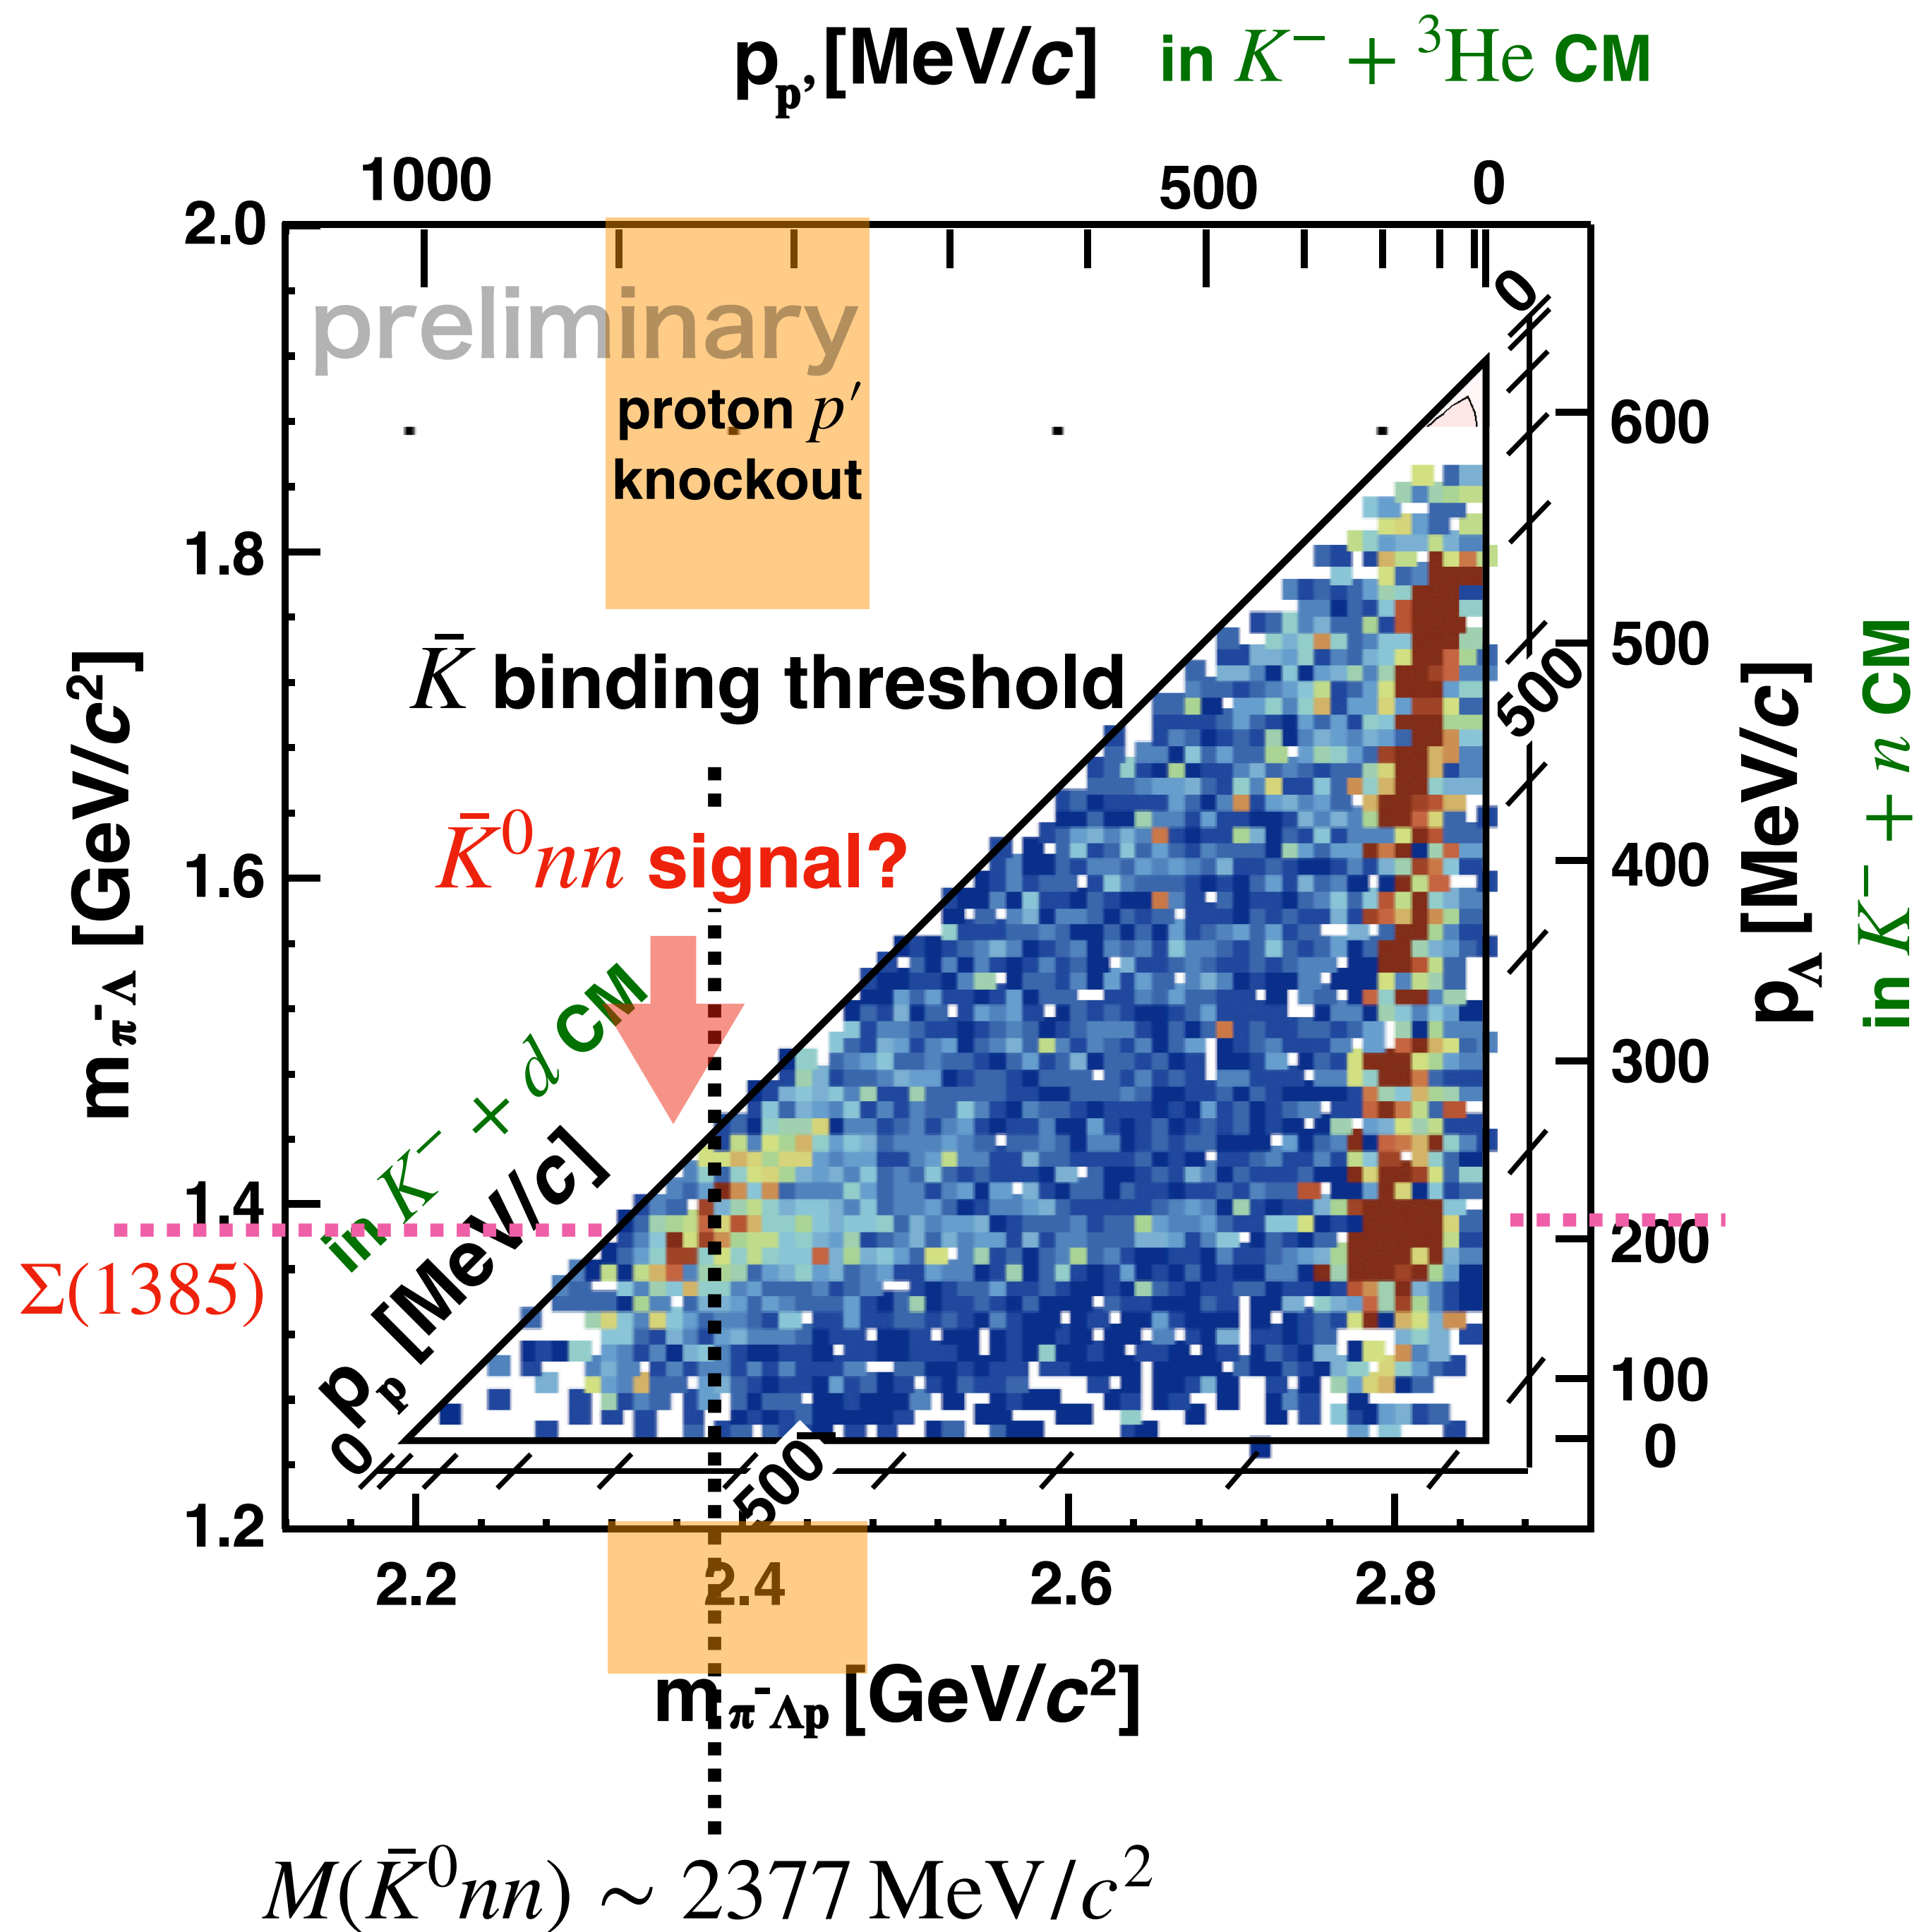 p_p, [MeV/c] in K⁻ + ³He CM
1000 500 0
2.0
preliminary
0
proton p′
600
knockout
1.8
K̄ binding threshold
500
500
K̄⁰nn signal?
1.6
400
m_π⁻Λ [GeV/c²]
p_Λ [MeV/c]
in K⁻ + n CM
in K⁻ + d CM
300
p_p [MeV/c]
1.4
200
Σ(1385)
100
0
0
500
1.2
2.2 2.4 2.6 2.8
m_π⁻Λp [GeV/c²]
M(K̄⁰nn) ∼ 2377 MeV/c²